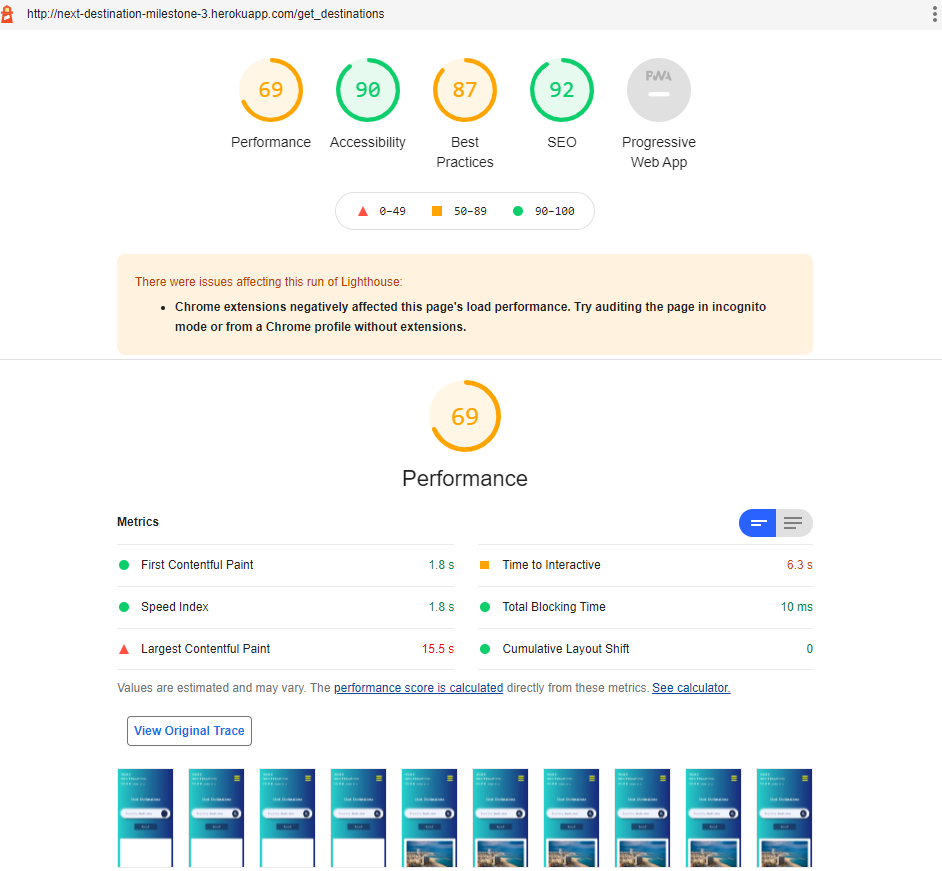 http://next-destination-milestone-3.herokuapp.com/get_destinations
69
90
87
92
PWA
Performance
Accessibility
Best
Practices
SEO
Progressive
Web App
0–49
50–89
90–100
There were issues affecting this run of Lighthouse:
• Chrome extensions negatively affected this page's load performance. Try auditing the page in incognito
mode or from a Chrome profile without extensions.
69
Performance
Metrics
First Contentful Paint 1.8 s
Time to Interactive 6.3 s
Speed Index 1.8 s
Total Blocking Time 10 ms
Largest Contentful Paint 15.5 s
Cumulative Layout Shift 0
Values are estimated and may vary. The performance score is calculated directly from these metrics. See calculator.
View Original Trace